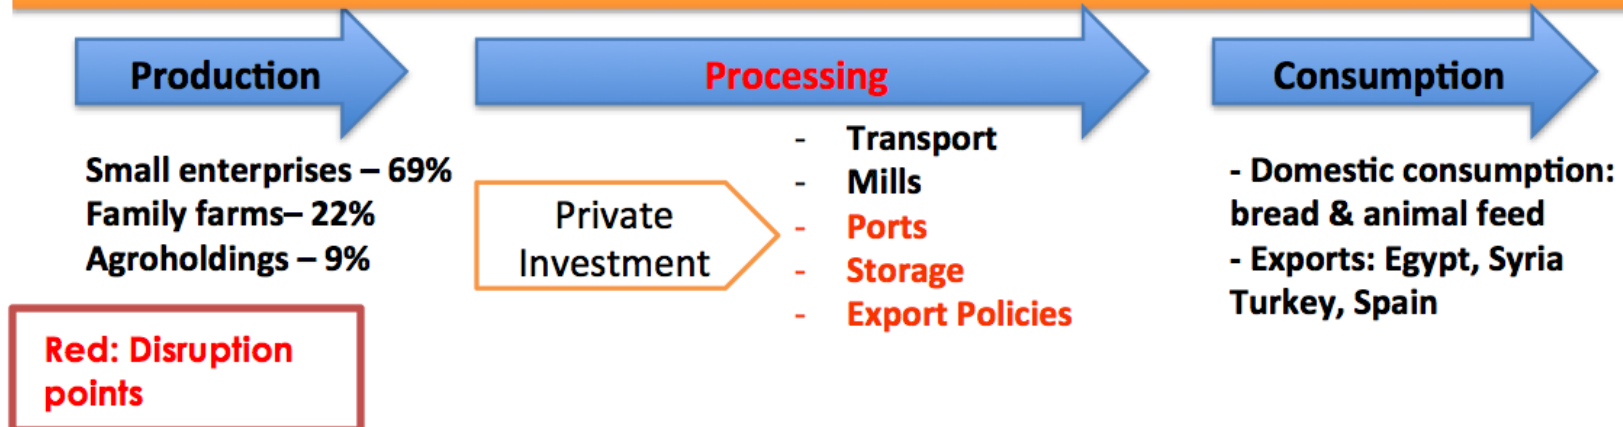 Production
Small enterprises – 69%
Family farms– 22%
Agroholdings – 9%
Red: Disruption
points
Processing
Private
Investment
- Transport
- Mills
- Ports
- Storage
- Export Policies
Consumption
- Domestic consumption:
bread & animal feed
- Exports: Egypt, Syria
Turkey, Spain